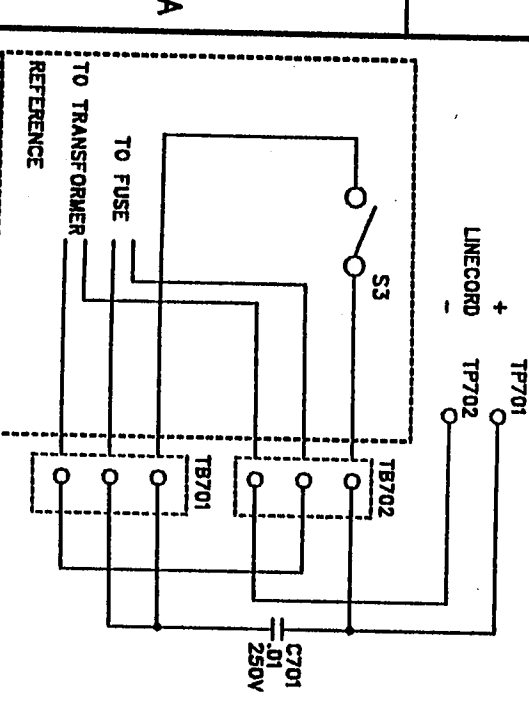 A
TP701
+
LINECORD
-
TP702
S3
TO FUSE
TO TRANSFORMER
REFERENCE
TB702
TB701
C701
.01
250V